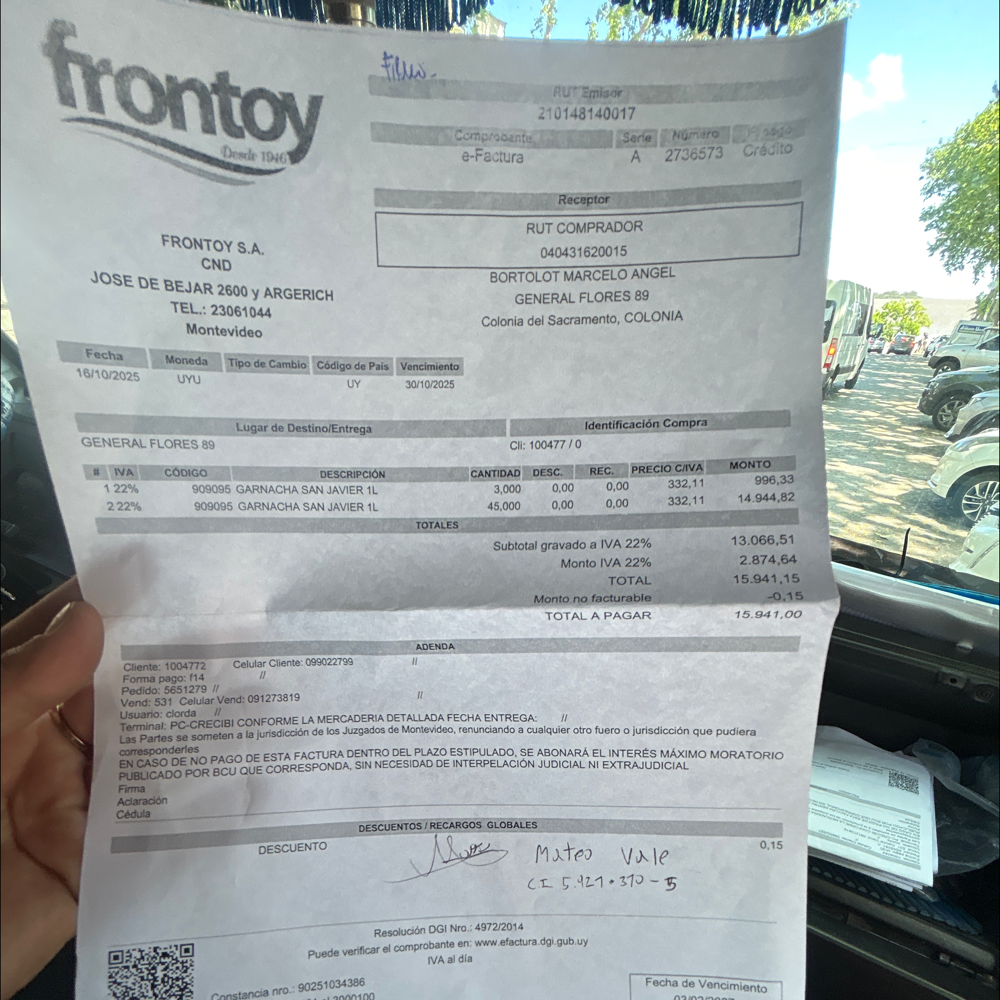 frontoy
Desde 1946
RUT Emisor
210148140017
Comprobante Serie Número
e-Factura A 2736573 Crédito
Receptor
RUT COMPRADOR
040431620015
BORTOLOT MARCELO ANGEL
GENERAL FLORES 89
Colonia del Sacramento, COLONIA
FRONTOY S.A.
CND
JOSE DE BEJAR 2600 y ARGERICH
TEL.: 23061044
Montevideo
Fecha Moneda Tipo de Cambio Código de País Vencimiento
16/10/2025 UYU UY 30/10/2025
Lugar de Destino/Entrega Identificación Compra
GENERAL FLORES 89 Cli: 100477 / 0
# IVA CÓDIGO DESCRIPCIÓN CANTIDAD DESC. REC. PRECIO C/IVA MONTO
1 22% 909095 GARNACHA SAN JAVIER 1L 3,000 0,00 0,00 332,11 996,33
2 22% 909095 GARNACHA SAN JAVIER 1L 45,000 0,00 0,00 332,11 14.944,82
TOTALES
Subtotal gravado a IVA 22% 13.066,51
Monto IVA 22% 2.874,64
TOTAL 15.941,15
Monto no facturable -0,15
TOTAL A PAGAR 15.941,00
ADENDA
Cliente: 1004772 Celular Cliente: 099022799 //
Forma pago: f14 //
Pedido: 5651279 //
Vend: 531 Celular Vend: 091273819 //
Usuario: clorda //
Terminal: PC-CRECIBI CONFORME LA MERCADERIA DETALLADA FECHA ENTREGA: //
Las Partes se someten a la jurisdicción de los Juzgados de Montevideo, renunciando a cualquier otro fuero o jurisdicción que pudiera
corresponderles
EN CASO DE NO PAGO DE ESTA FACTURA DENTRO DEL PLAZO ESTIPULADO, SE ABONARÁ EL INTERÉS MÁXIMO MORATORIO
PUBLICADO POR BCU QUE CORRESPONDA, SIN NECESIDAD DE INTERPELACIÓN JUDICIAL NI EXTRAJUDICIAL
Firma
Aclaración
Cédula
DESCUENTOS / RECARGOS GLOBALES
DESCUENTO 0,15
Mateo Vale
CI 5.421.370-5
Resolución DGI Nro.: 4972/2014
Puede verificar el comprobante en: www.efactura.dgi.gub.uy
IVA al día
Constancia nro.: 90251034386
Fecha de Vencimiento